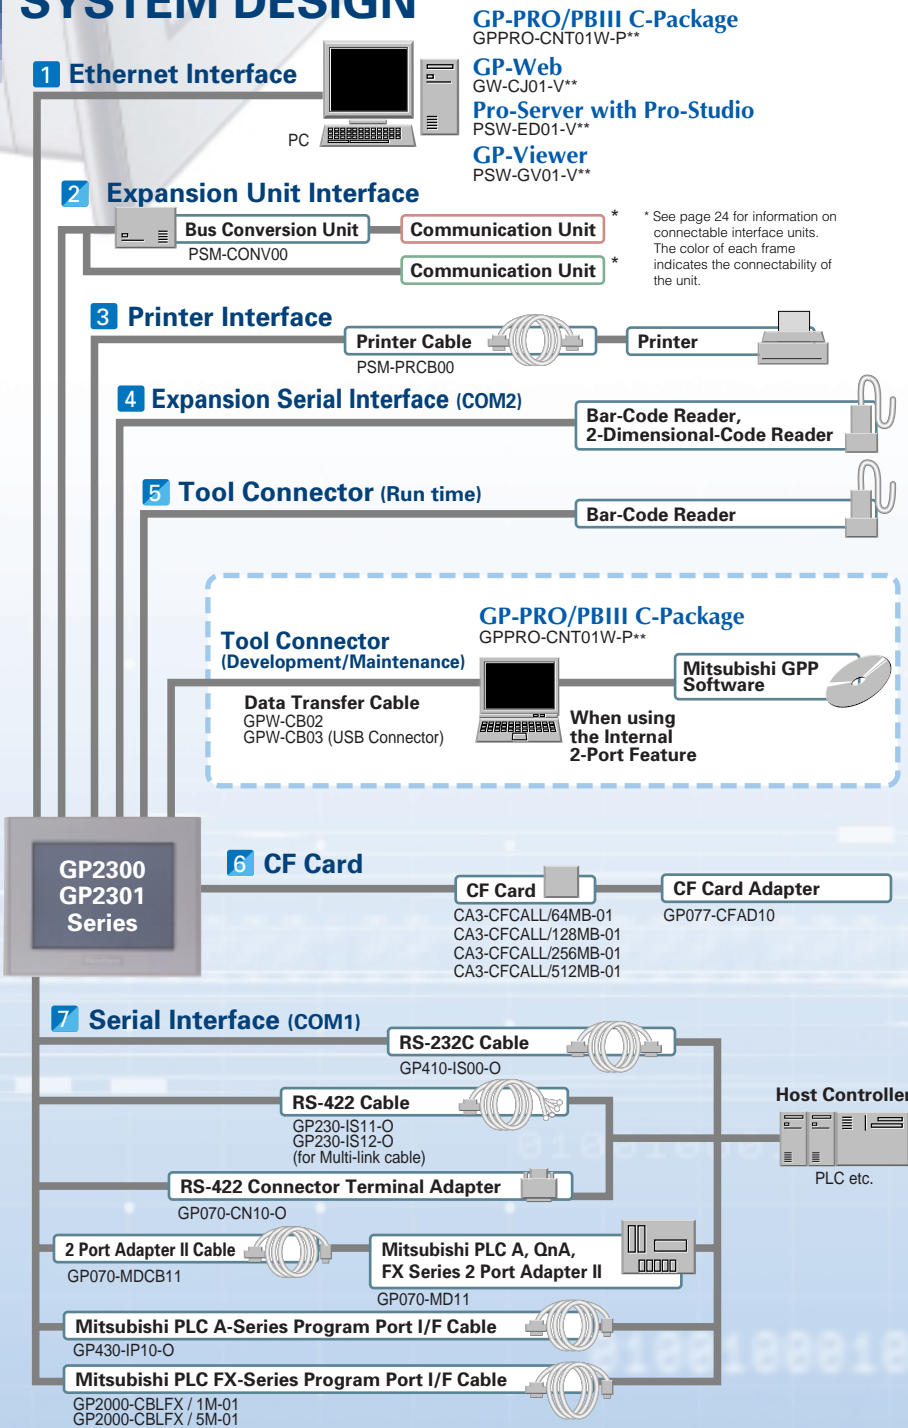 SYSTEM DESIGN
GP-PRO/PBIII C-Package
GPPRO-CNT01W-P**
1 Ethernet Interface
PC
GP-Web
GW-CJ01-V**
Pro-Server with Pro-Studio
PSW-ED01-V**
GP-Viewer
PSW-GV01-V**
2 Expansion Unit Interface
Bus Conversion Unit
PSM-CONV00
Communication Unit *
Communication Unit *
* See page 24 for information on
connectable interface units.
The color of each frame
indicates the connectability of
the unit.
3 Printer Interface
Printer Cable
PSM-PRCB00
Printer
4 Expansion Serial Interface (COM2)
Bar-Code Reader,
2-Dimensional-Code Reader
5 Tool Connector (Run time)
Bar-Code Reader
Tool Connector
(Development/Maintenance)
Data Transfer Cable
GPW-CB02
GPW-CB03 (USB Connector)
GP-PRO/PBIII C-Package
GPPRO-CNT01W-P**
When using
the Internal
2-Port Feature
Mitsubishi GPP
Software
GP2300
GP2301
Series
6 CF Card
CF Card
CA3-CFCALL/64MB-01
CA3-CFCALL/128MB-01
CA3-CFCALL/256MB-01
CA3-CFCALL/512MB-01
CF Card Adapter
GP077-CFAD10
7 Serial Interface (COM1)
RS-232C Cable
GP410-IS00-O
RS-422 Cable
GP230-IS11-O
GP230-IS12-O
(for Multi-link cable)
Host Controller
PLC etc.
RS-422 Connector Terminal Adapter
GP070-CN10-O
2 Port Adapter II Cable
GP070-MDCB11
Mitsubishi PLC A, QnA,
FX Series 2 Port Adapter II
GP070-MD11
Mitsubishi PLC A-Series Program Port I/F Cable
GP430-IP10-O
Mitsubishi PLC FX-Series Program Port I/F Cable
GP2000-CBLFX / 1M-01
GP2000-CBLFX / 5M-01